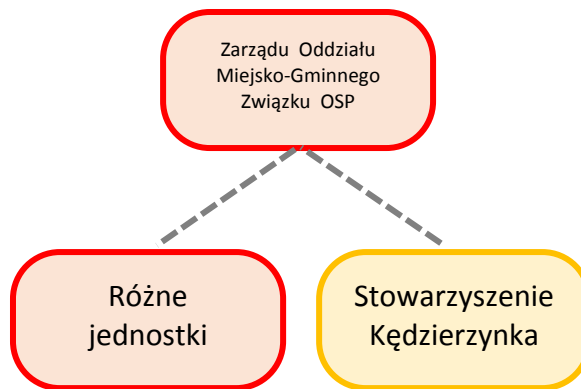 Zarządu Oddziału
Miejsko-Gminnego
Związku OSP
Różne
jednostki
Stowarzyszenie
Kędzierzynka